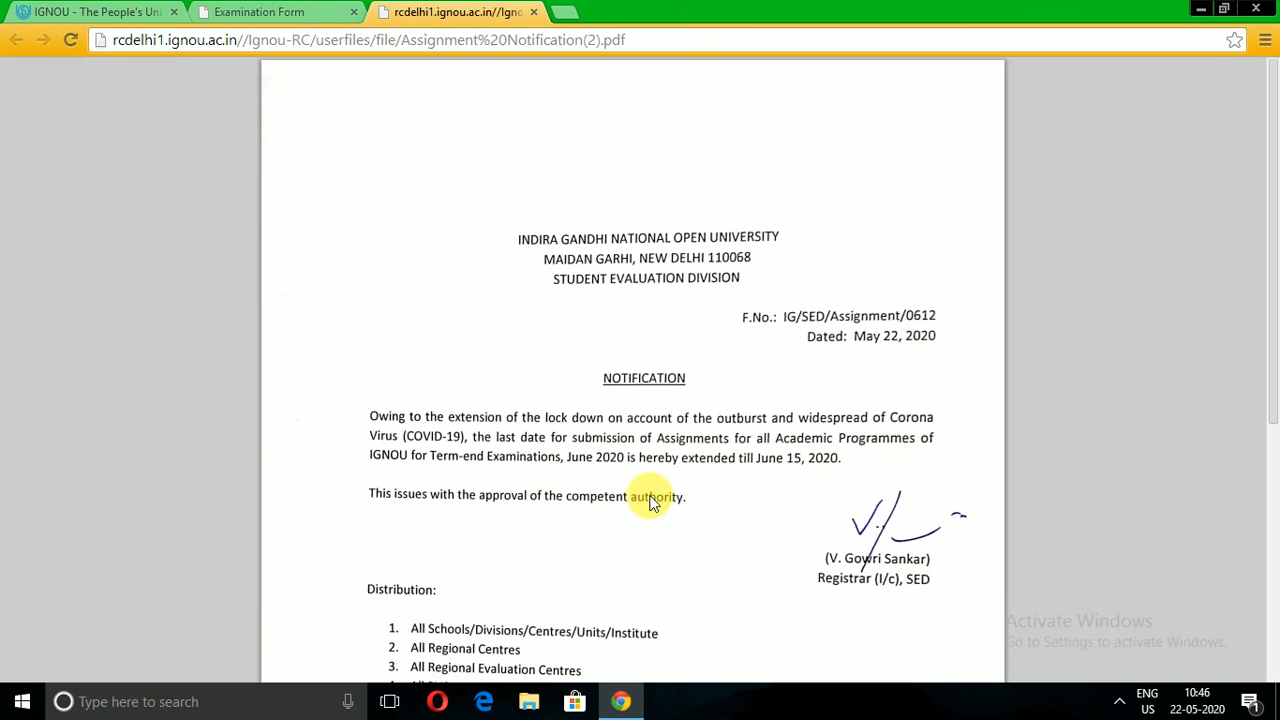 IGNOU - The People's Uni
Examination Form
rcdelhi1.ignou.ac.in//Igno
rcdelhi1.ignou.ac.in//Ignou-RC/userfiles/file/Assignment%20Notification(2).pdf
INDIRA GANDHI NATIONAL OPEN UNIVERSITY
MAIDAN GARHI, NEW DELHI 110068
STUDENT EVALUATION DIVISION
F.No.: IG/SED/Assignment/0612
Dated: May 22, 2020
NOTIFICATION
Owing to the extension of the lock down on account of the outburst and widespread of Corona
Virus (COVID-19), the last date for submission of Assignments for all Academic Programmes of
IGNOU for Term-end Examinations, June 2020 is hereby extended till June 15, 2020.
This issues with the approval of the competent authority.
(V. Gowri Sankar)
Registrar (I/c), SED
Distribution:
1. All Schools/Divisions/Centres/Units/Institute
2. All Regional Centres
3. All Regional Evaluation Centres
Activate Windows
Go to Settings to activate Windows.
Type here to search
ENG
US
10:46
22-05-2020
1